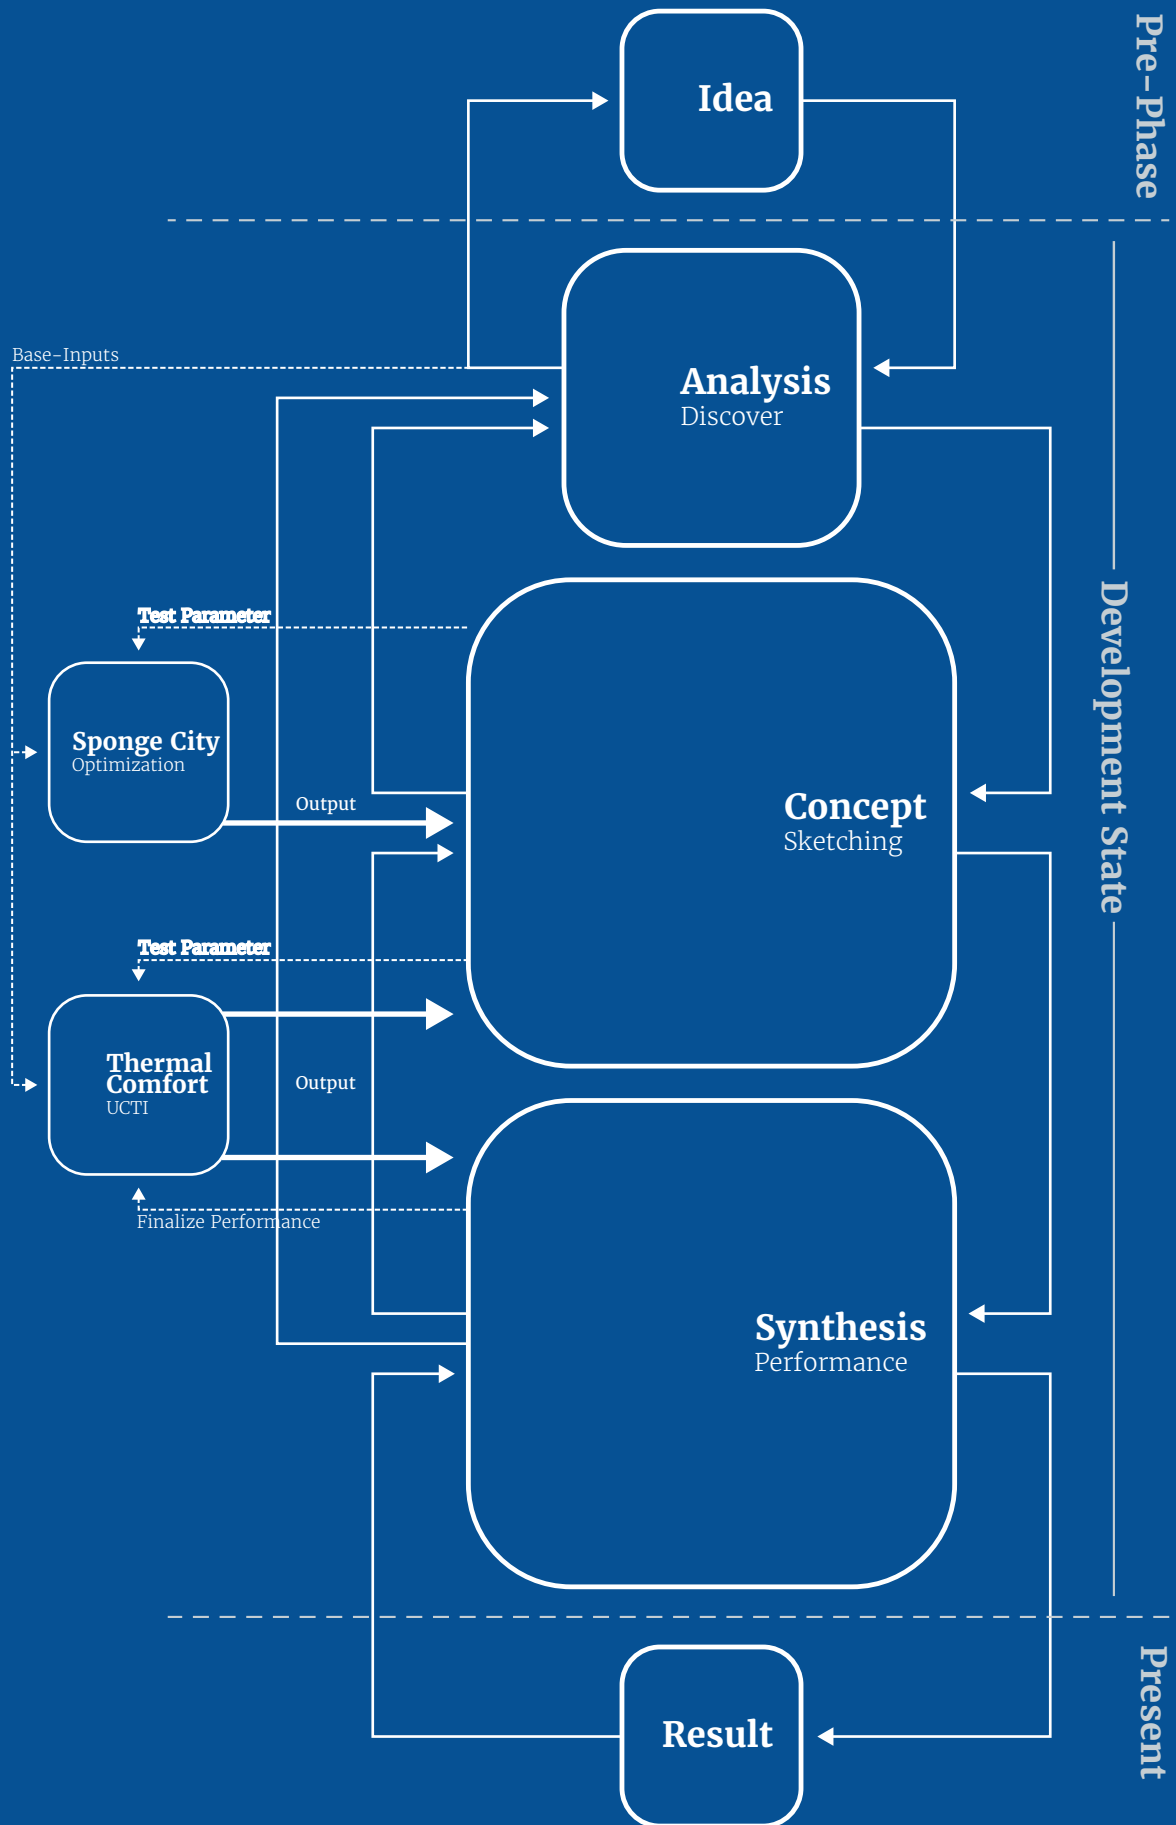 Pre-Phase
Idea
Base-Inputs
Analysis
Discover
Development State
Test Parameter
Sponge City
Optimization
Output
Concept
Sketching
Test Parameter
Thermal
Comfort
UCTI
Output
Finalize Performance
Synthesis
Performance
Present
Result